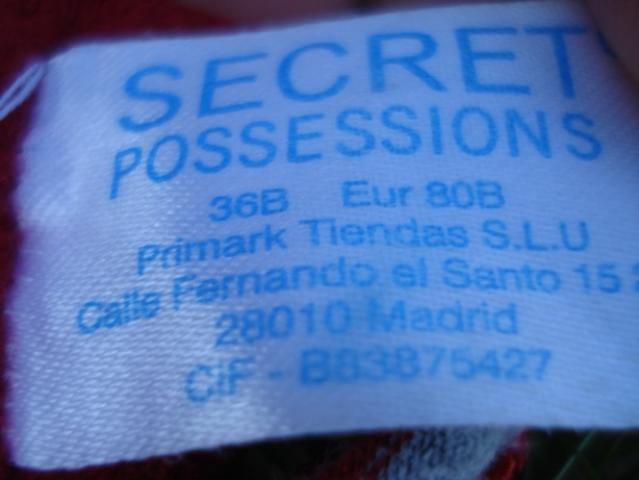 SECRET
POSSESSIONS
36B Eur 80B
Primark Tiendas S.L.U
Calle Fernando el Santo 15
28010 Madrid
CiF - B83875427